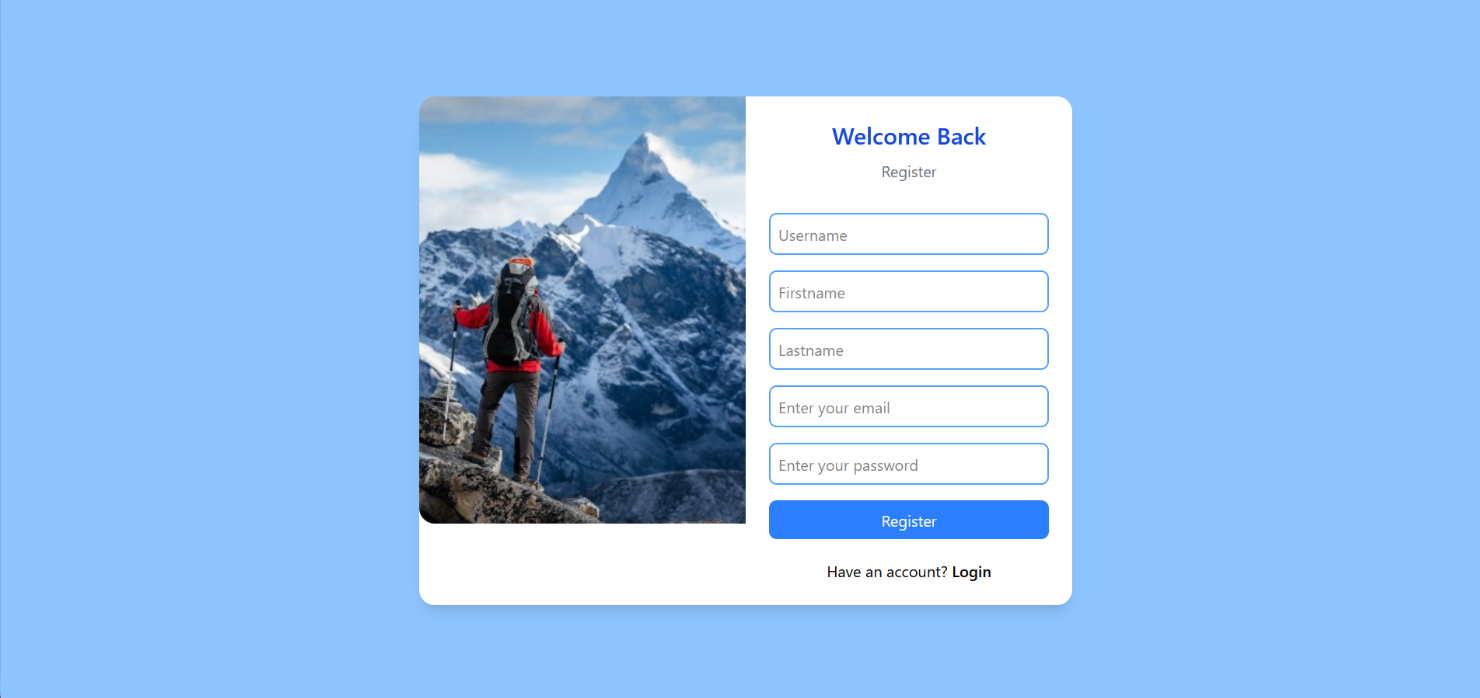 Welcome Back
Register
Username
Firstname
Lastname
Enter your email
Enter your password
Register
Have an account? Login